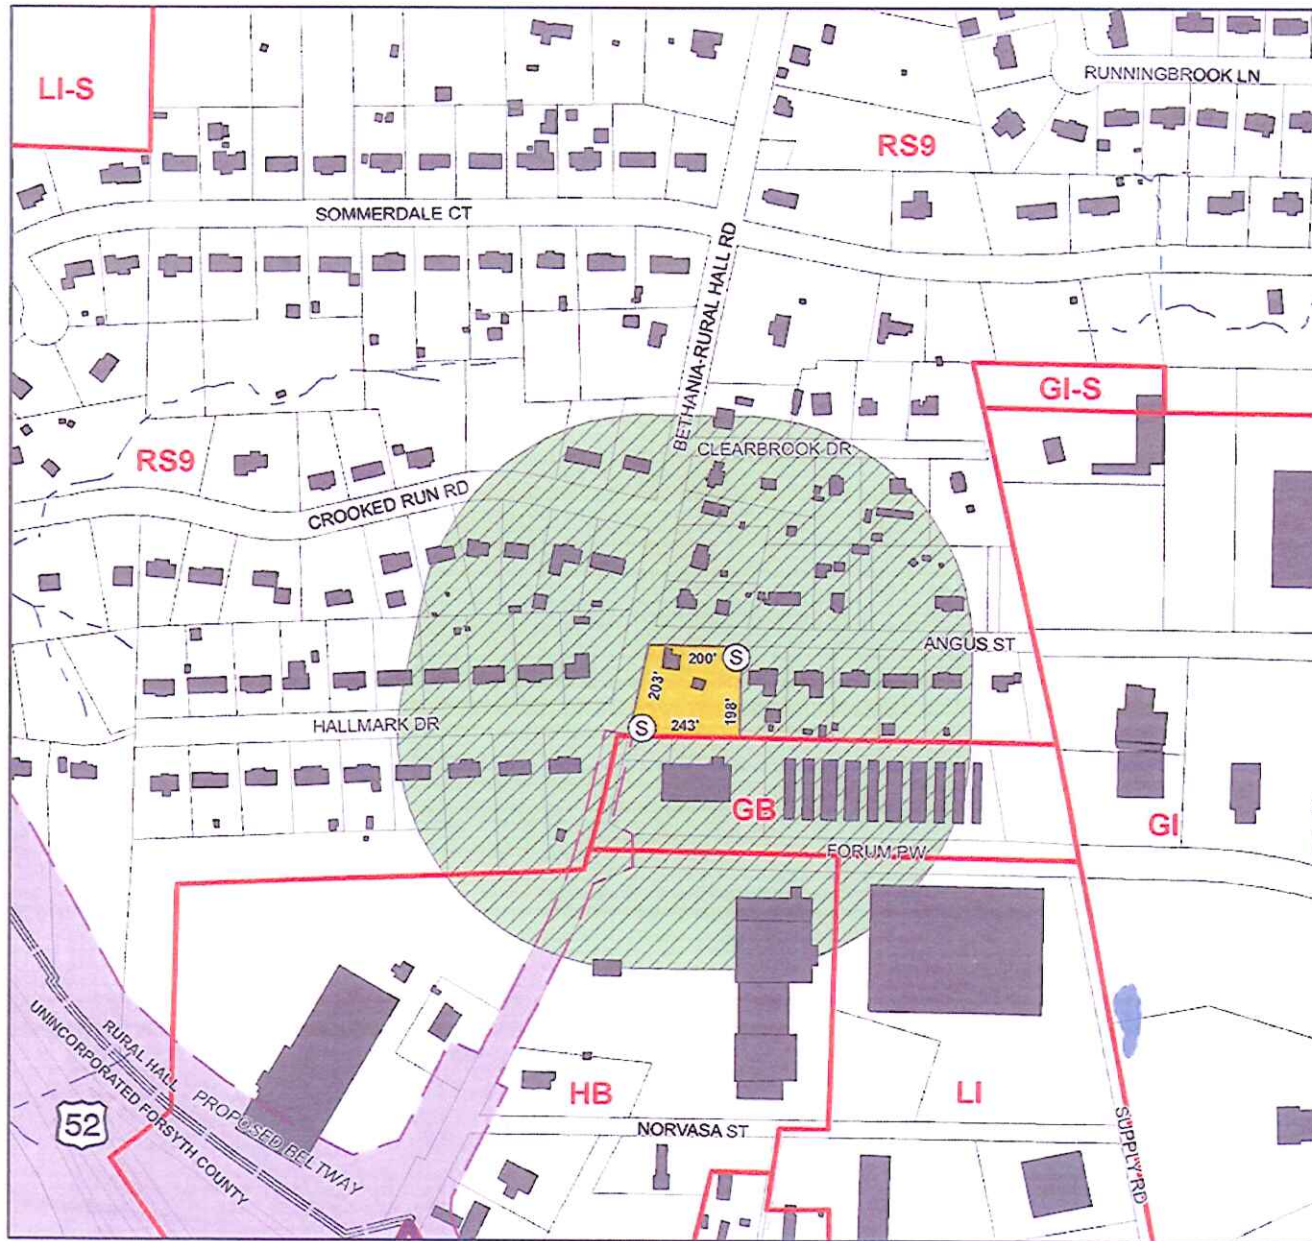 LI-S
RUNNINGBROOK LN
RS9
SOMMERDALE CT
BETHANIA-RURAL HALL RD
GI-S
CLEARBROOK DR
RS9
CROOKED RUN RD
ANGUS ST
200'
S
203'
198'
HALLMARK DR
S
243'
GB
GI
FORUM PW
RURAL HALL
UNINCORPORATED FORSYTH COUNTY
PROPOSED BELTWAY
52
HB
LI
NORVASA ST
SUPPLY RD